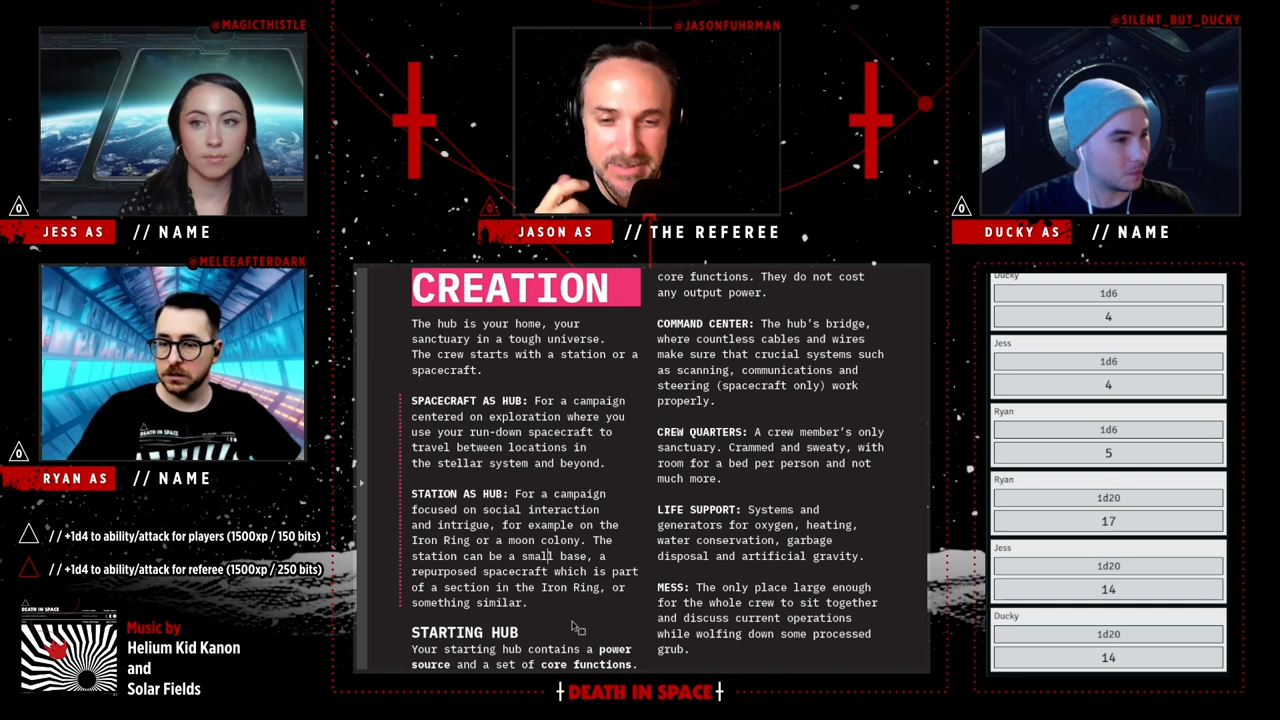 @MAGICTHISTLE
@JASONFUHRMAN
@SILENT_BUT_DUCKY
0
0
0
JESS AS // NAME
JASON AS // THE REFEREE
DUCKY AS // NAME
@MELEEAFTERDARK
DEATH IN SPACE
0
RYAN AS // NAME
// +1d4 to ability/attack for players (1500xp / 150 bits)
// +1d4 to ability/attack for referee (1500xp / 250 bits)
DEATH IN SPACE
Music by
Helium Kid Kanon
and
Solar Fields
CREATION
The hub is your home, your
sanctuary in a tough universe.
The crew starts with a station or a
spacecraft.
SPACECRAFT AS HUB: For a campaign
centered on exploration where you
use your run-down spacecraft to
travel between locations in
the stellar system and beyond.
STATION AS HUB: For a campaign
focused on social interaction
and intrigue, for example on the
Iron Ring or a moon colony. The
station can be a small base, a
repurposed spacecraft which is part
of a section in the Iron Ring, or
something similar.
STARTING HUB
Your starting hub contains a power
source and a set of core functions.
core functions. They do not cost
any output power.
COMMAND CENTER: The hub's bridge,
where countless cables and wires
make sure that crucial systems such
as scanning, communications and
steering (spacecraft only) work
properly.
CREW QUARTERS: A crew member's only
sanctuary. Crammed and sweaty, with
room for a bed per person and not
much more.
LIFE SUPPORT: Systems and
generators for oxygen, heating,
water conservation, garbage
disposal and artificial gravity.
MESS: The only place large enough
for the whole crew to sit together
and discuss current operations
while wolfing down some processed
grub.
Ducky
1d6
4
Jess
1d6
4
Ryan
1d6
5
Ryan
1d20
17
Jess
1d20
14
Ducky
1d20
14
DEATH IN SPACE